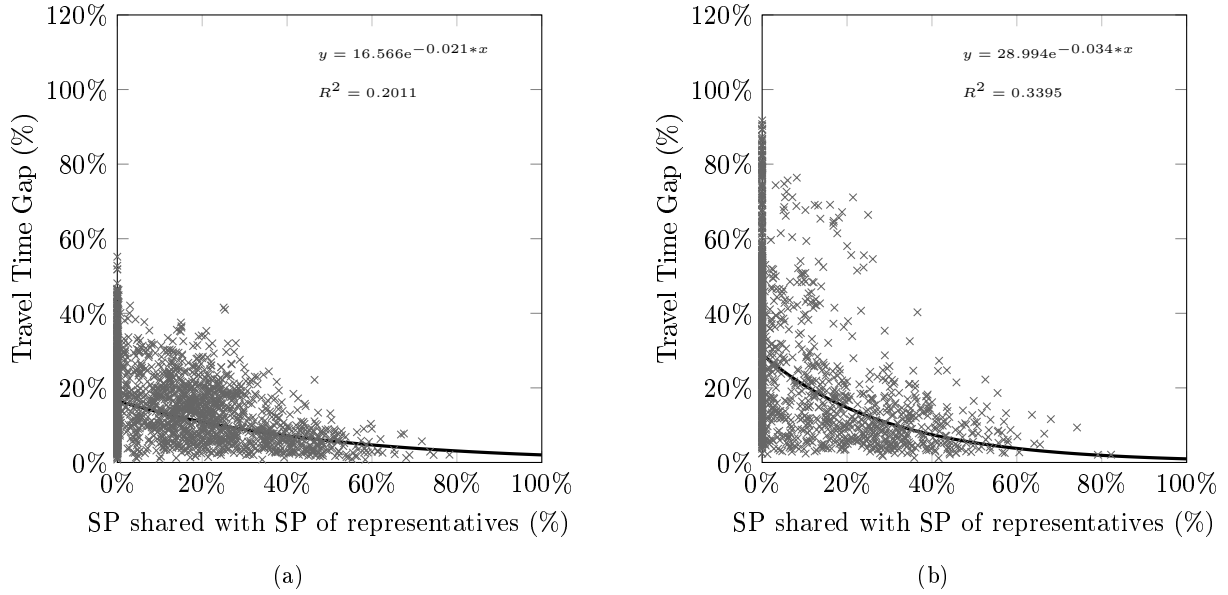 120%
100%
80%
60%
40%
20%
0%
Travel Time Gap (%)
y = 16.566e^−0.021∗x
R^2 = 0.2011
0% 20% 40% 60% 80% 100%
SP shared with SP of representatives (%)
(a)
120%
100%
80%
60%
40%
20%
0%
Travel Time Gap (%)
y = 28.994e^−0.034∗x
R^2 = 0.3395
0% 20% 40% 60% 80% 100%
SP shared with SP of representatives (%)
(b)